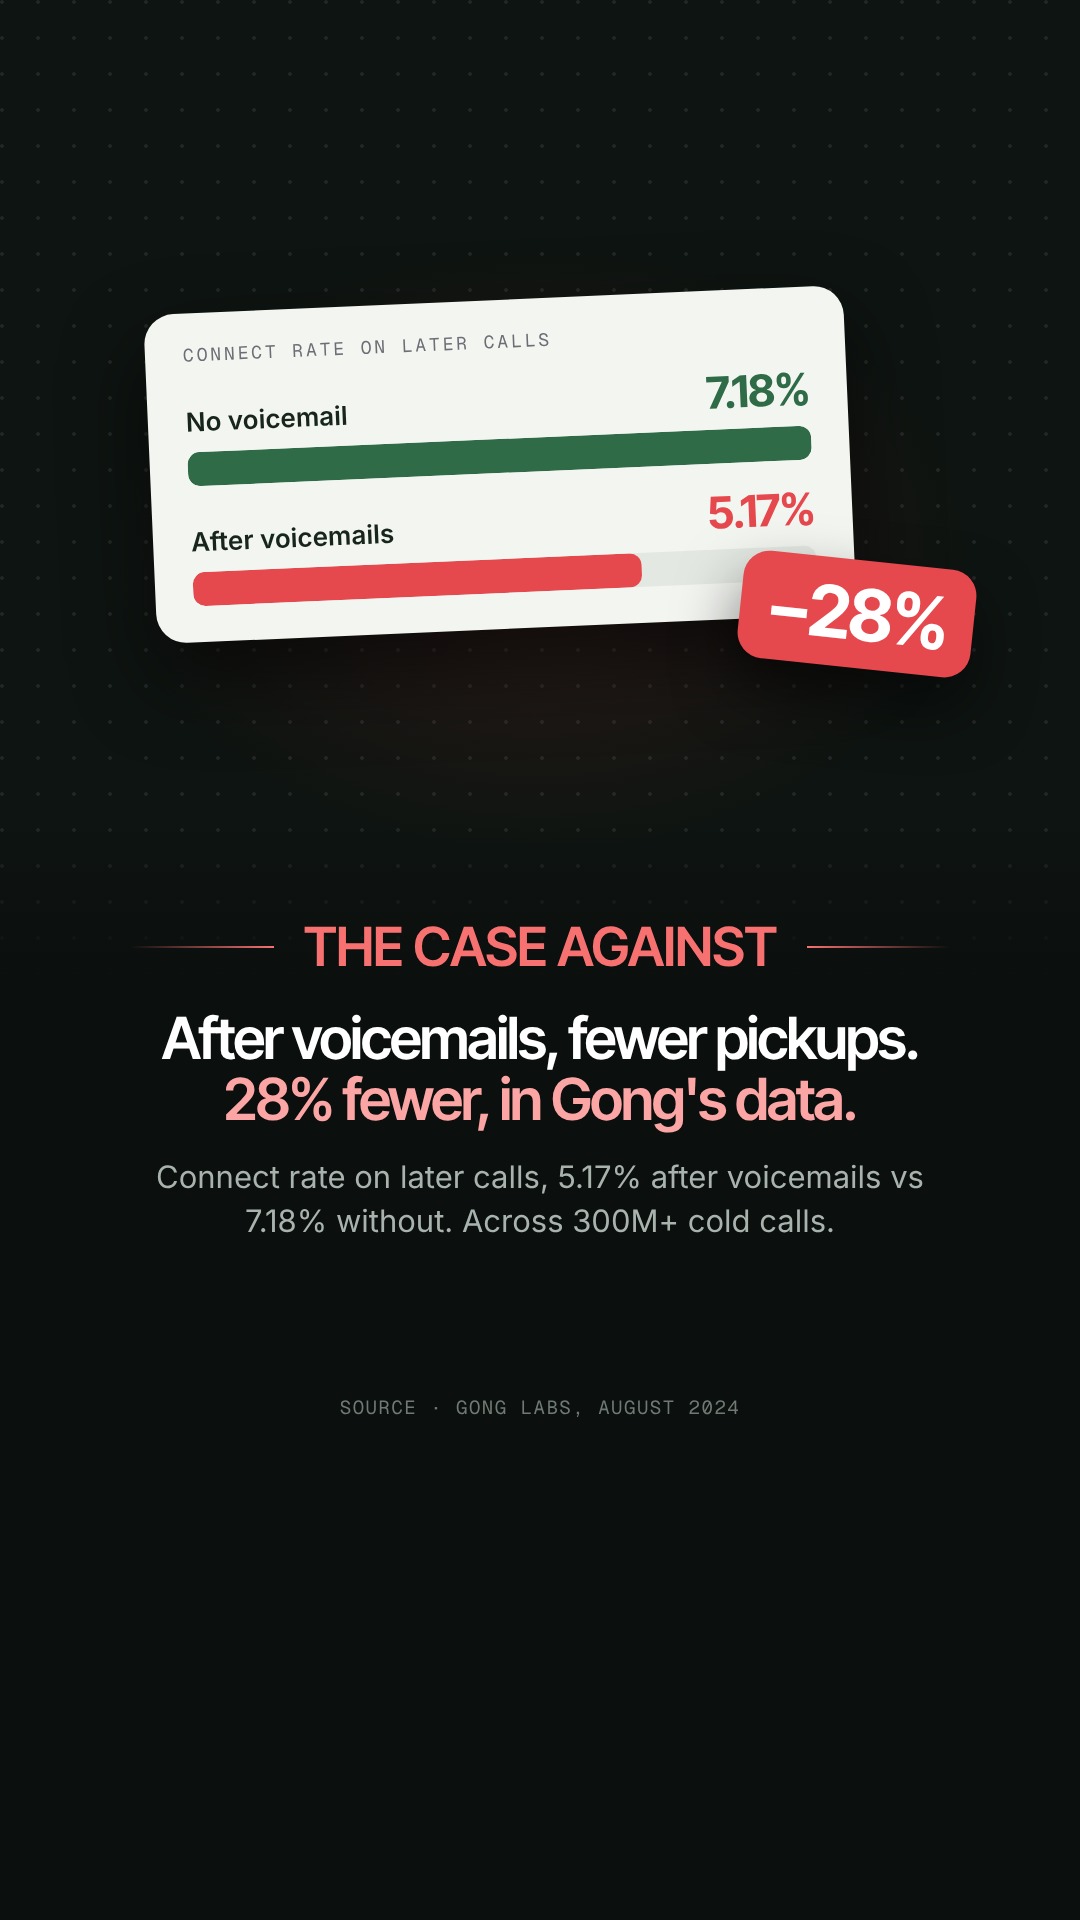 CONNECT RATE ON LATER CALLS
No voicemail 7.18%
After voicemails 5.17%
−28%
THE CASE AGAINST
After voicemails, fewer pickups.
28% fewer, in Gong's data.
Connect rate on later calls, 5.17% after voicemails vs
7.18% without. Across 300M+ cold calls.
SOURCE · GONG LABS, AUGUST 2024